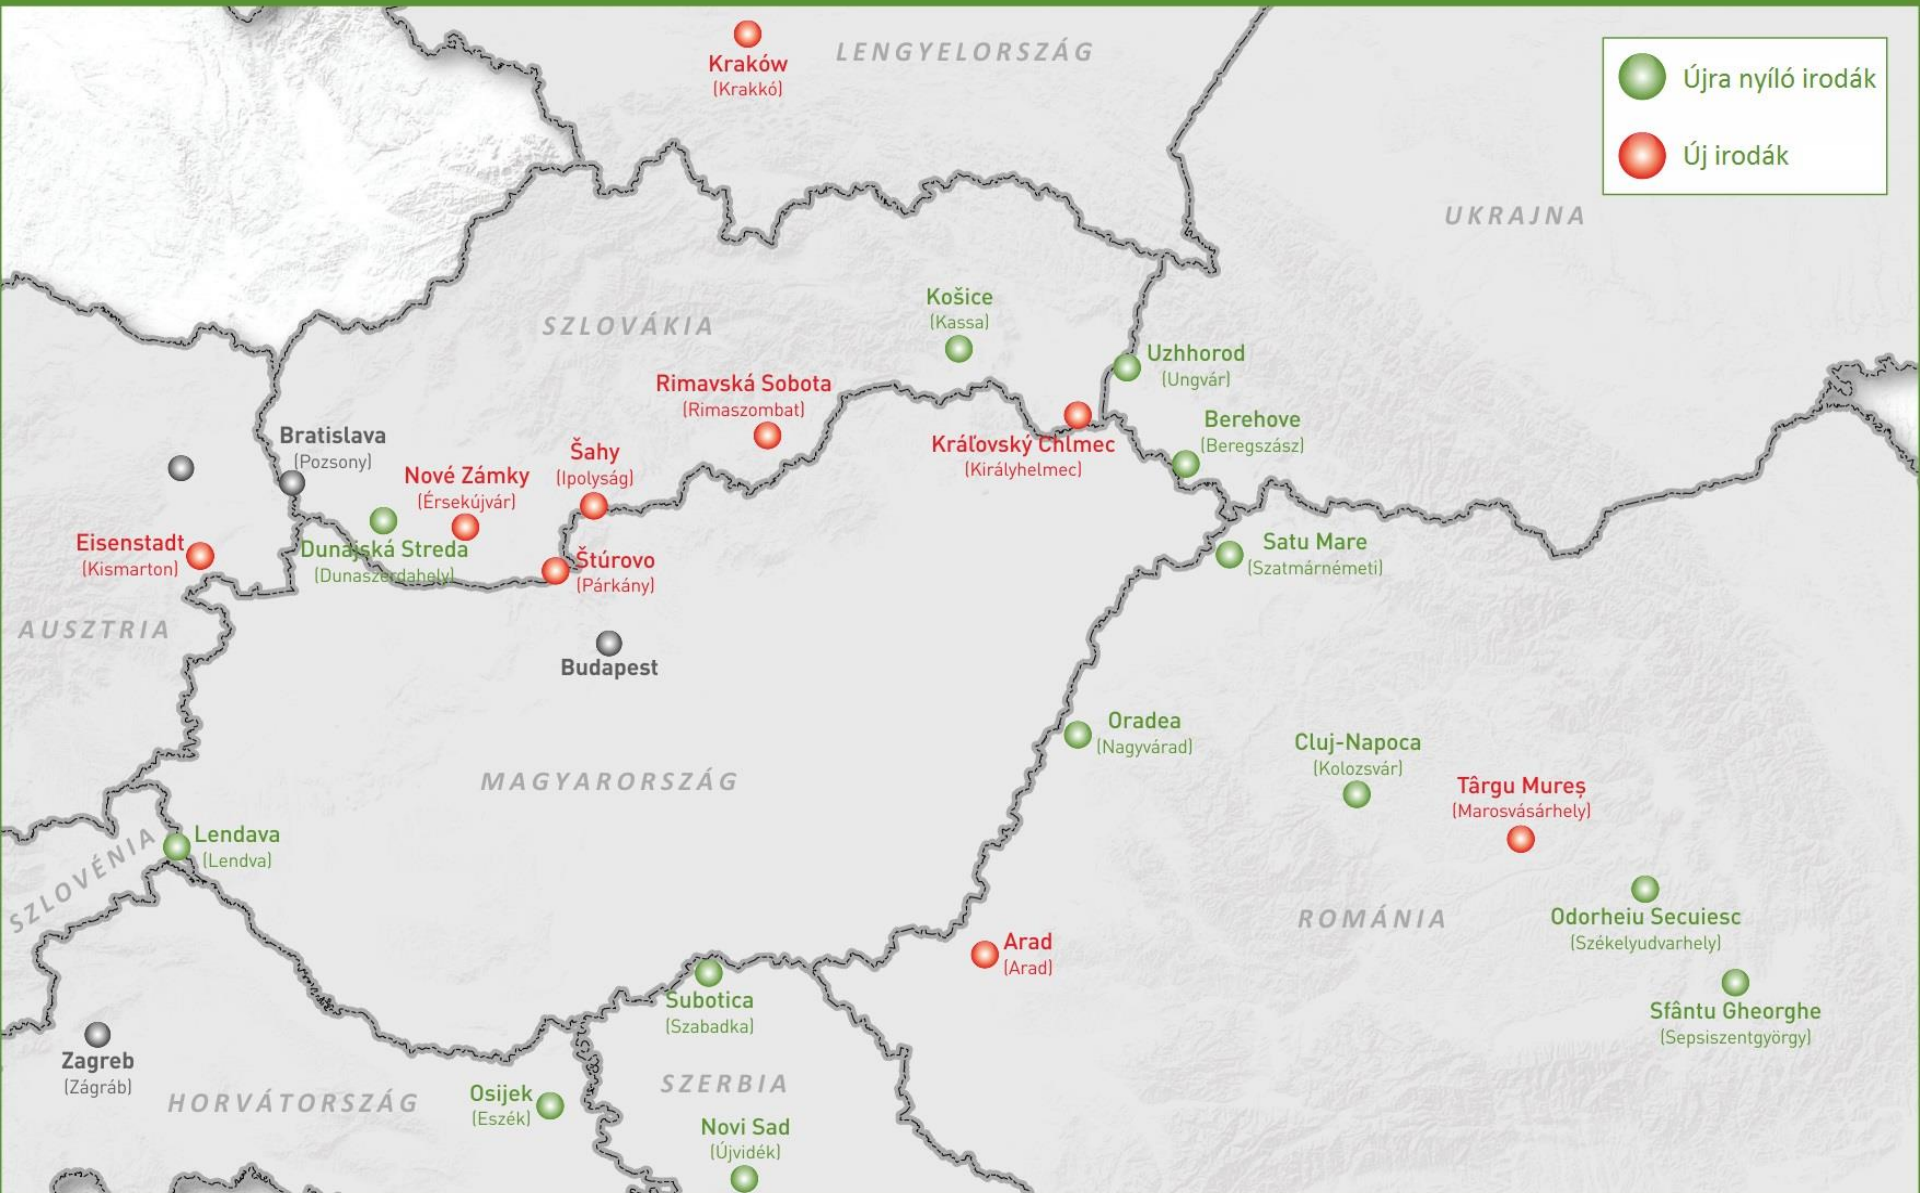 Kraków
(Krakkó)
LENGYELORSZÁG
Újra nyíló irodák
Új irodák
UKRAJNA
Košice
(Kassa)
SZLOVÁKIA
Uzhhorod
(Ungvár)
Rimavská Sobota
(Rimaszombat)
Berehove
(Beregszász)
Kráľovský Chlmec
(Királyhelmec)
Bratislava
(Pozsony)
Šahy
(Ipolyság)
Nové Zámky
(Érsekújvár)
Eisenstadt
(Kismarton)
Dunajská Streda
(Dunaszerdahely)
Štúrovo
(Párkány)
Satu Mare
(Szatmárnémeti)
AUSZTRIA
Budapest
Oradea
(Nagyvárad)
Cluj-Napoca
(Kolozsvár)
MAGYARORSZÁG
Târgu Mureș
(Marosvásárhely)
Lendava
(Lendva)
SZLOVÉNIA
ROMÁNIA
Odorheiu Secuiesc
(Székelyudvarhely)
Arad
(Arad)
Subotica
(Szabadka)
Sfântu Gheorghe
(Sepsiszentgyörgy)
Zagreb
(Zágráb)
HORVÁTORSZÁG
SZERBIA
Osijek
(Eszék)
Novi Sad
(Újvidék)